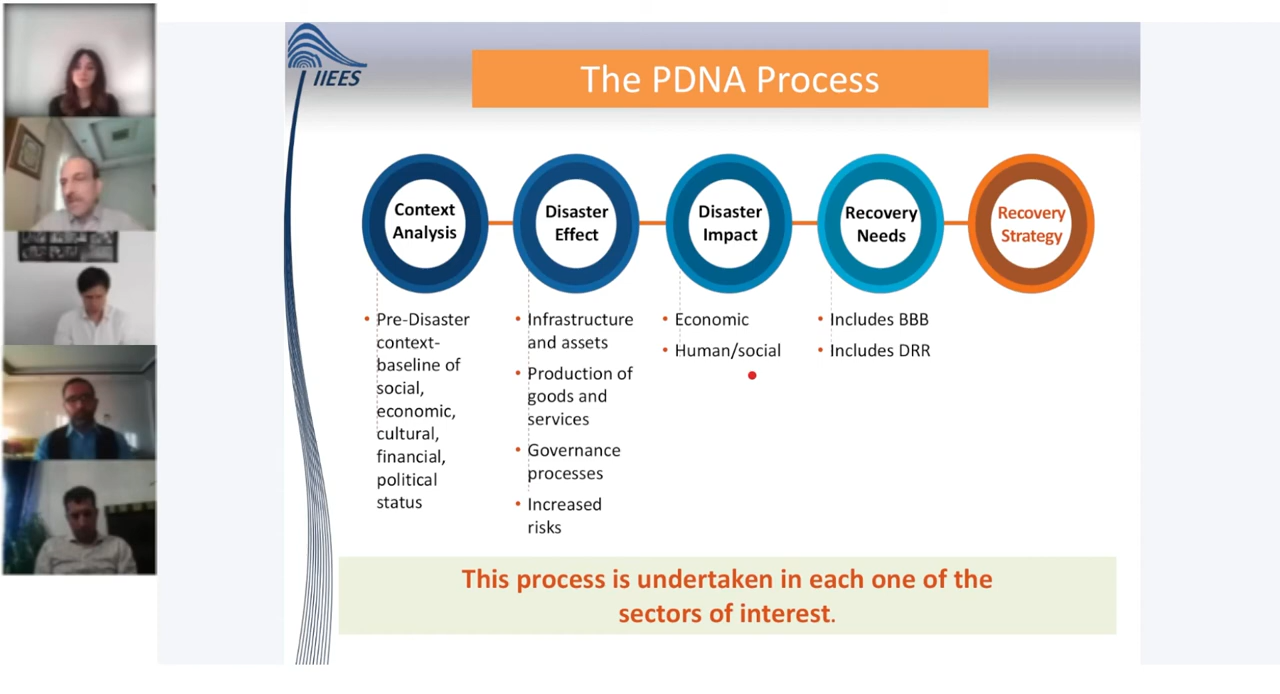 IIEES
The PDNA Process
Context
Analysis
Disaster
Effect
Disaster
Impact
Recovery
Needs
Recovery
Strategy
• Pre-Disaster
context-
baseline of
social,
economic,
cultural,
financial,
political
status
• Infrastructure
and assets
• Production of
goods and
services
• Governance
processes
• Increased
risks
• Economic
• Human/social
• Includes BBB
• Includes DRR
This process is undertaken in each one of the
sectors of interest.